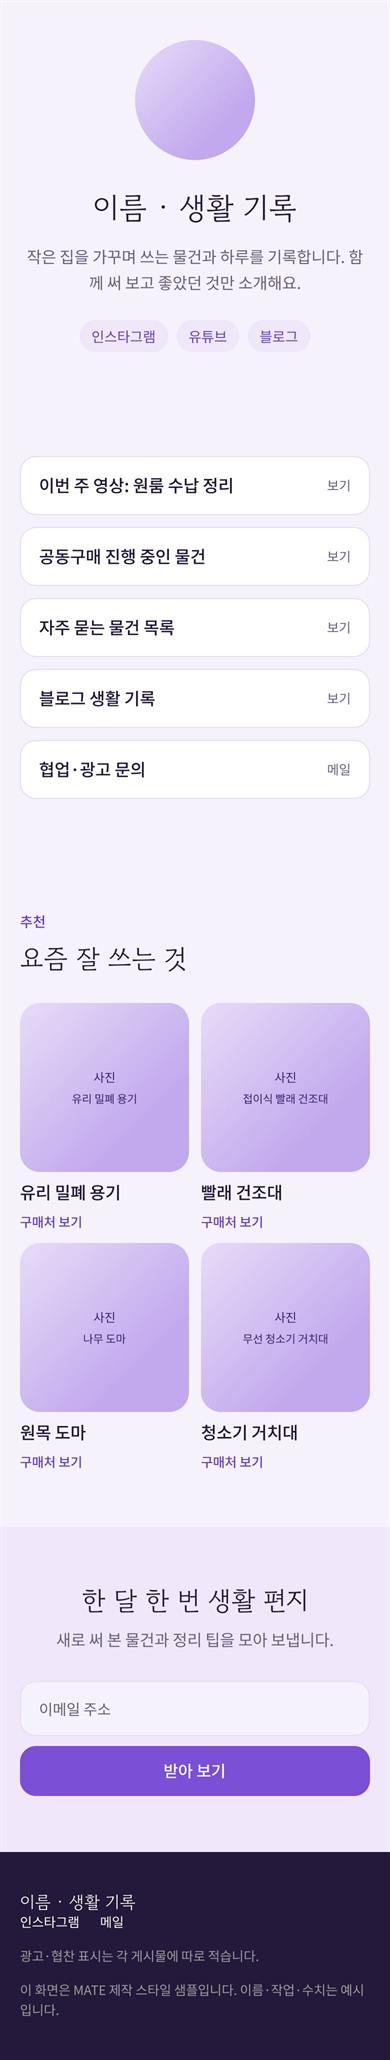 이름 · 생활 기록
작은 집을 가꾸며 쓰는 물건과 하루를 기록합니다. 함
께 써 보고 좋았던 것만 소개해요.
인스타그램 유튜브 블로그
이번 주 영상: 원룸 수납 정리 보기
공동구매 진행 중인 물건 보기
자주 묻는 물건 목록 보기
블로그 생활 기록 보기
협업·광고 문의 메일
추천
요즘 잘 쓰는 것
사진 사진
유리 밀폐 용기 접이식 빨래 건조대
유리 밀폐 용기 빨래 건조대
구매처 보기 구매처 보기
사진 사진
나무 도마 무선 청소기 거치대
원목 도마 청소기 거치대
구매처 보기 구매처 보기
한 달 한 번 생활 편지
새로 써 본 물건과 정리 팁을 모아 보냅니다.
이메일 주소
받아 보기
이름 · 생활 기록
인스타그램 메일
광고·협찬 표시는 각 게시물에 따로 적습니다.
이 화면은 MATE 제작 스타일 샘플입니다. 이름·작업·수치는 예시
입니다.